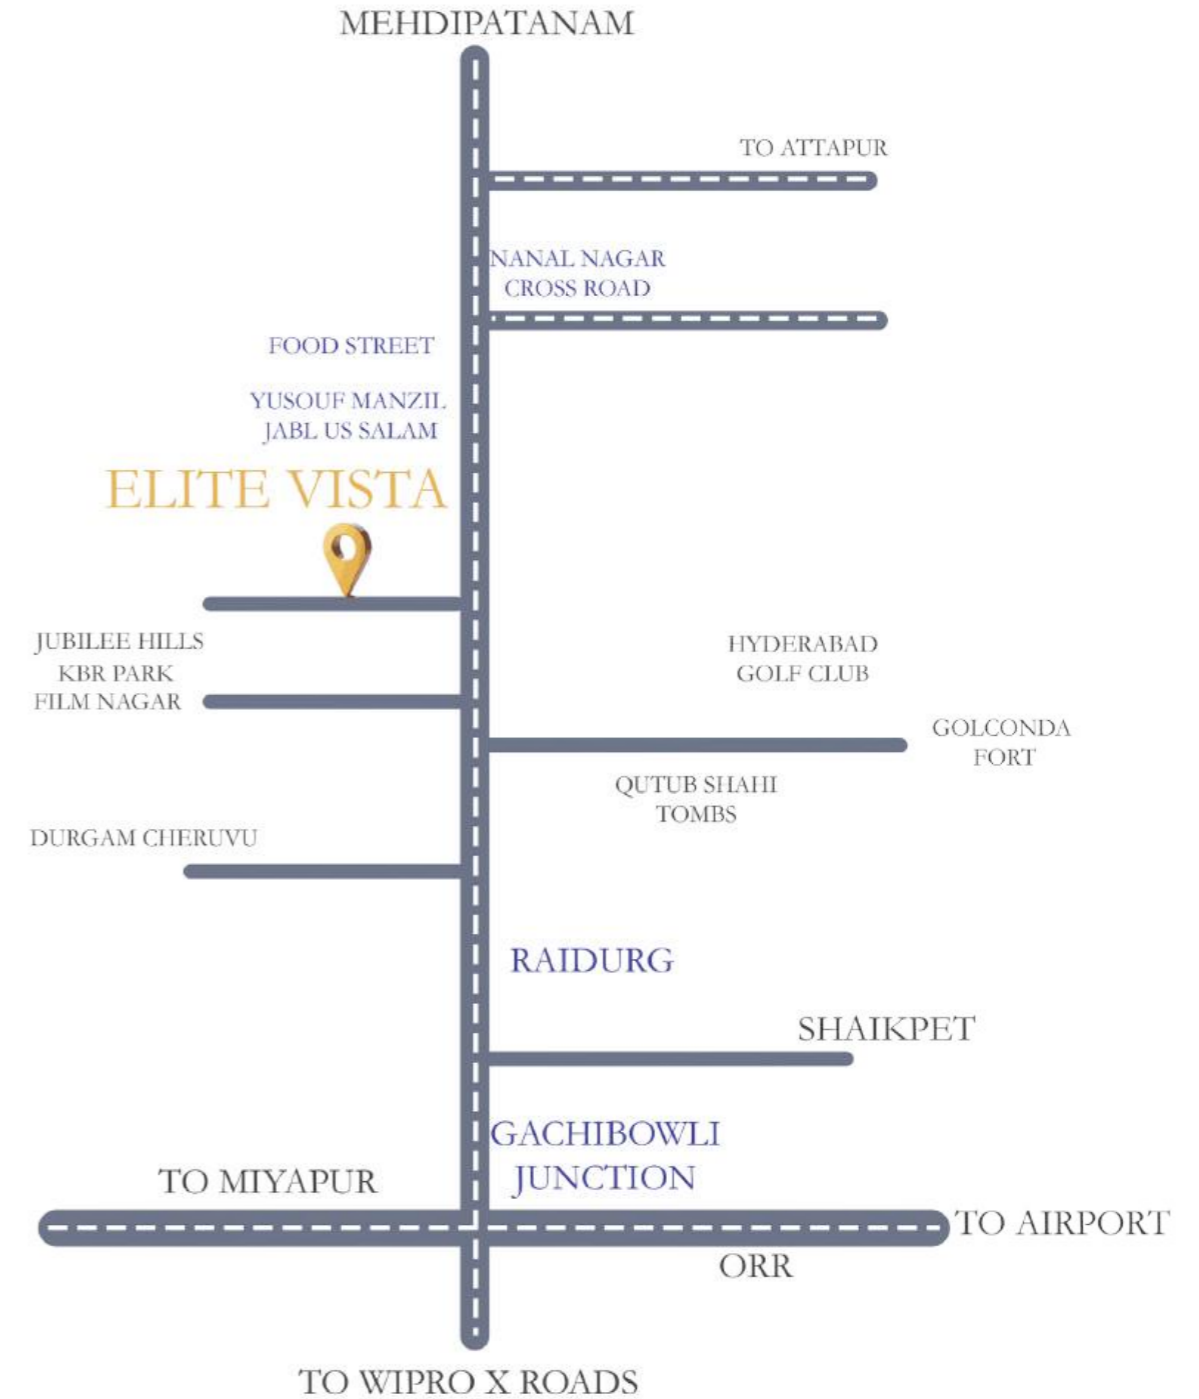 MEHDIPATANAM
TO ATTAPUR
NANAL NAGAR
CROSS ROAD
FOOD STREET
YUSOUF MANZIL
JABL US SALAM
ELITE VISTA
JUBILEE HILLS
KBR PARK
FILM NAGAR
HYDERABAD
GOLF CLUB
GOLCONDA
FORT
QUTUB SHAHI
TOMBS
DURGAM CHERUVU
RAIDURG
SHAIKPET
GACHIBOWLI
JUNCTION
TO MIYAPUR
TO AIRPORT
ORR
TO WIPRO X ROADS